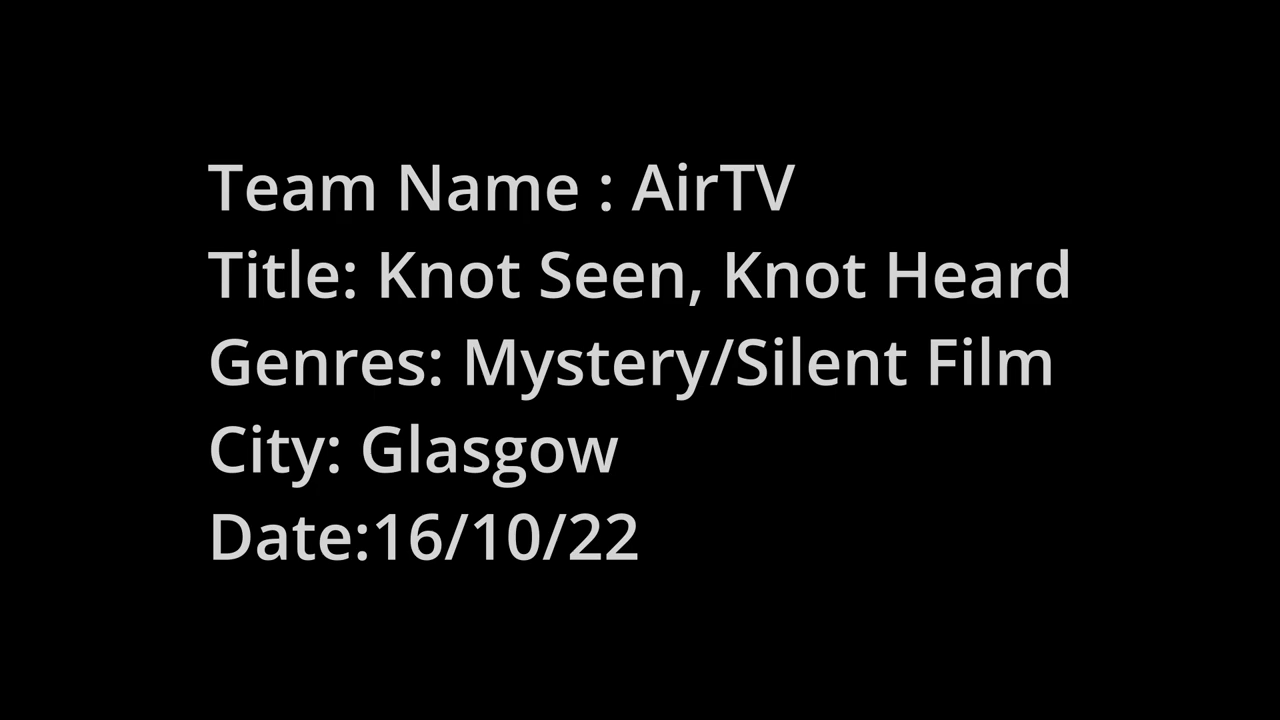 Team Name : AirTV
Title: Knot Seen, Knot Heard
Genres: Mystery/Silent Film
City: Glasgow
Date:16/10/22